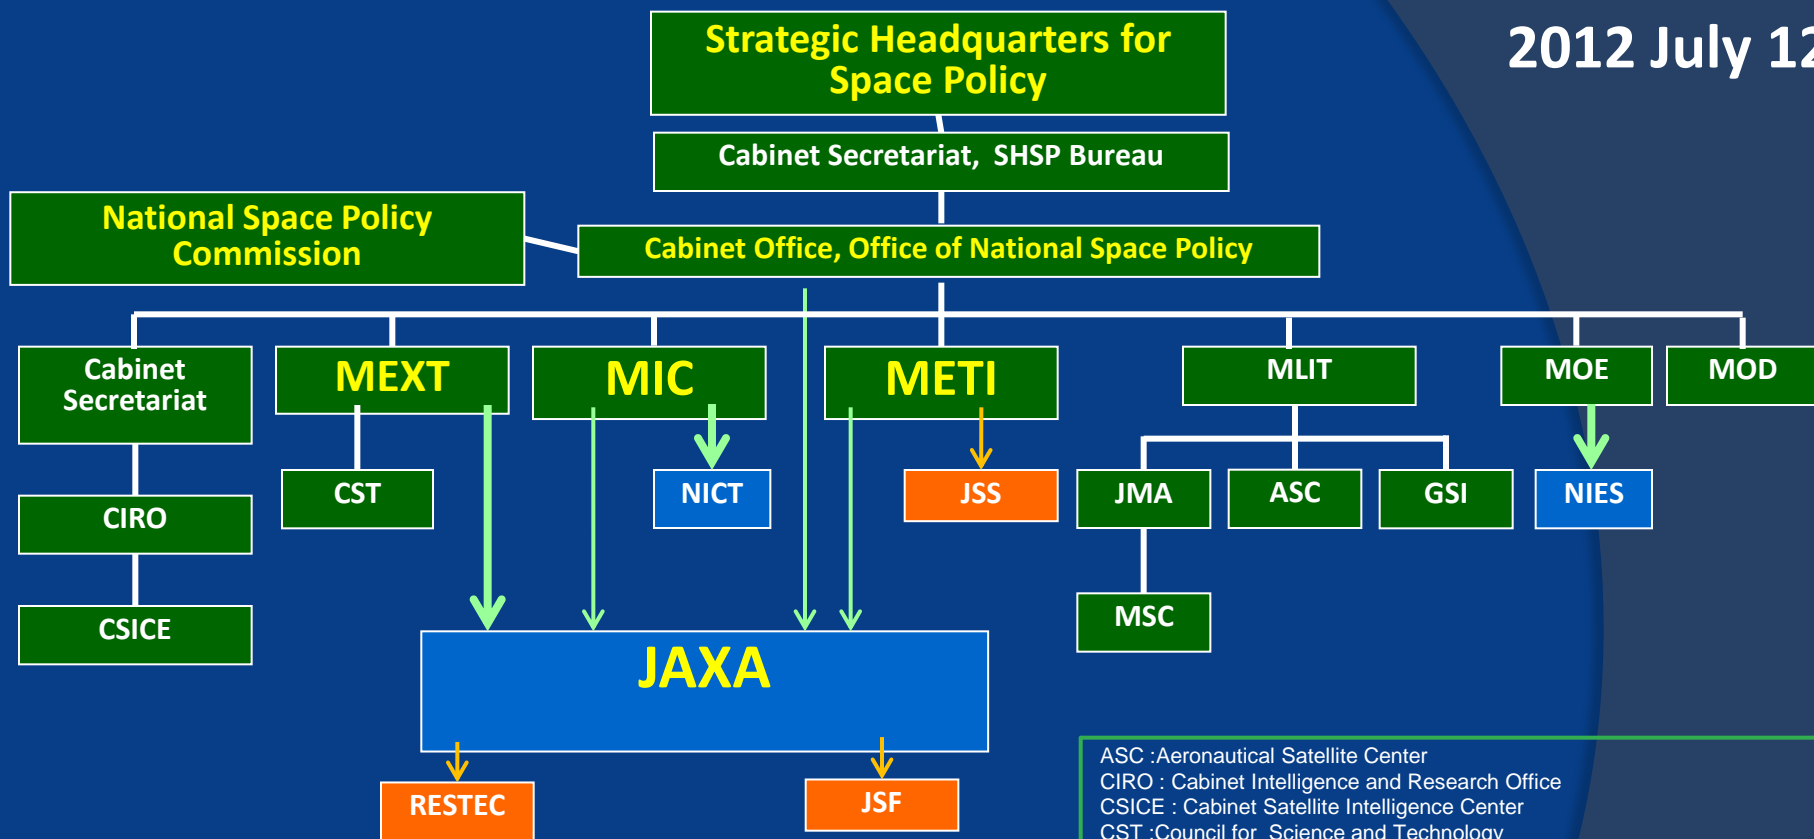 Strategic Headquarters for
Space Policy
2012 July 12
Cabinet Secretariat, SHSP Bureau
National Space Policy
Commission
Cabinet Office, Office of National Space Policy
Cabinet
Secretariat
MEXT
MIC
METI
MLIT
MOE
MOD
CST
NICT
JSS
JMA
ASC
GSI
NIES
CIRO
CSICE
MSC
JAXA
RESTEC
JSF
ASC :Aeronautical Satellite Center
CIRO : Cabinet Intelligence and Research Office
CSICE : Cabinet Satellite Intelligence Center
CST :Council for Science and Technology